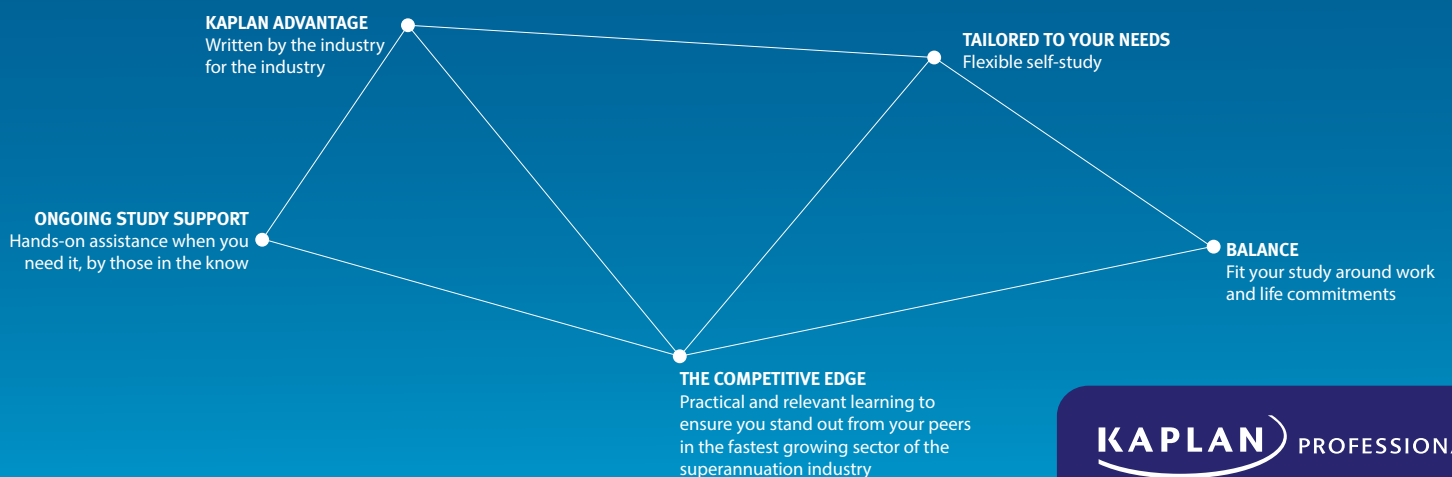 KAPLAN ADVANTAGE
Written by the industry
for the industry
TAILORED TO YOUR NEEDS
Flexible self-study
ONGOING STUDY SUPPORT
Hands-on assistance when you
need it, by those in the know
BALANCE
Fit your study around work
and life commitments
THE COMPETITIVE EDGE
Practical and relevant learning to
ensure you stand out from your peers
in the fastest growing sector of the
superannuation industry
KAPLAN PROFESSIONA